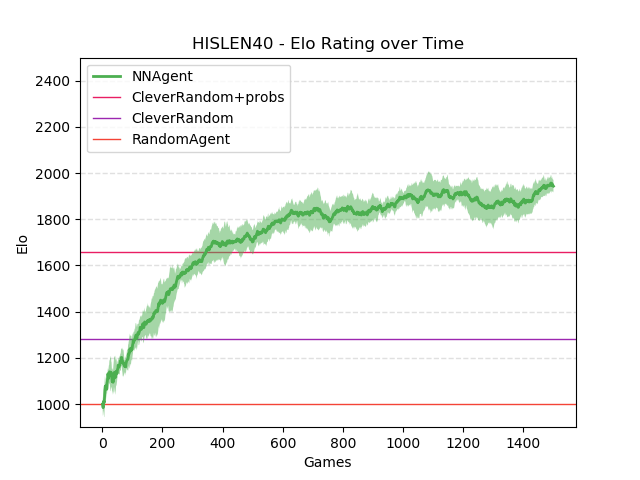 HISLEN40 - Elo Rating over Time
NNAgent
CleverRandom+probs
CleverRandom
RandomAgent
2400
2200
2000
1800
1600
1400
1200
1000
Elo
0 200 400 600 800 1000 1200 1400
Games